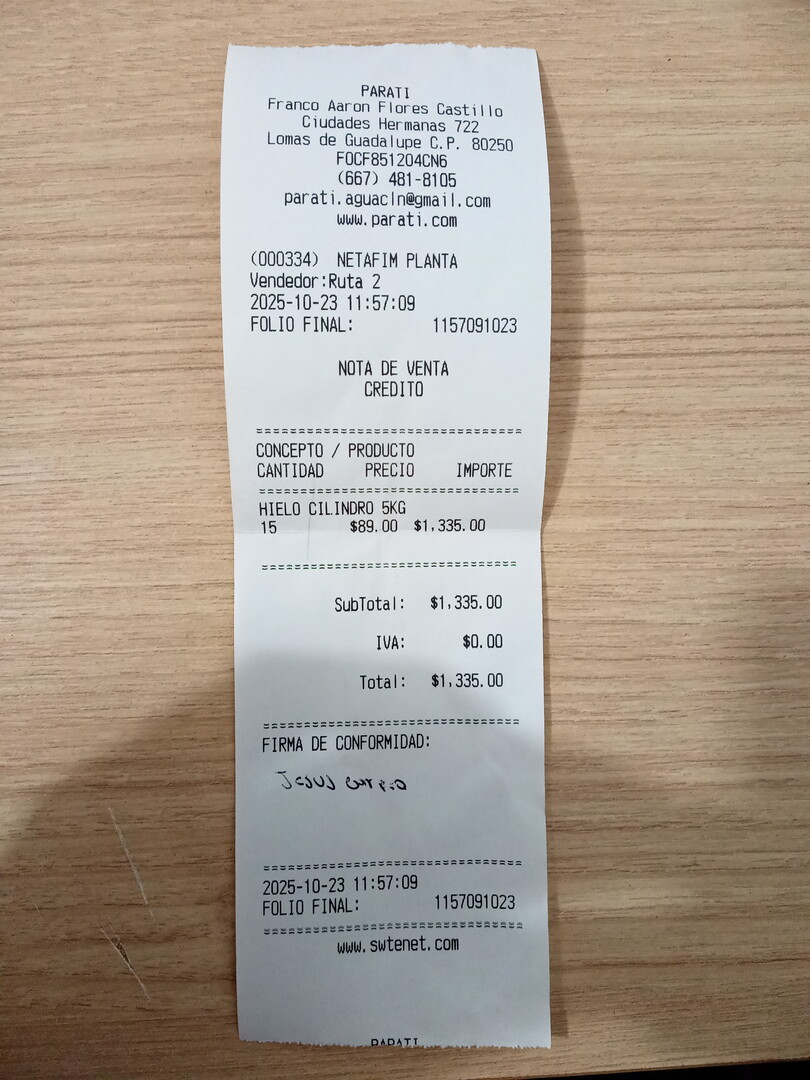 PARATI
Franco Aaron Flores Castillo
Ciudades Hermanas 722
Lomas de Guadalupe C.P. 80250
FOCF851204CN6
(667) 481-8105
parati.aguacln@gmail.com
www.parati.com
(000334) NETAFIM PLANTA
Vendedor:Ruta 2
2025-10-23 11:57:09
FOLIO FINAL: 1157091023
NOTA DE VENTA
CREDITO
================================
CONCEPTO / PRODUCTO
CANTIDAD PRECIO IMPORTE
================================
HIELO CILINDRO 5KG
15 $89.00 $1,335.00
================================
SubTotal: $1,335.00
IVA: $0.00
Total: $1,335.00
================================
FIRMA DE CONFORMIDAD:
Jesus
================================
2025-10-23 11:57:09
FOLIO FINAL: 1157091023
================================
www.swtenet.com
PARATI